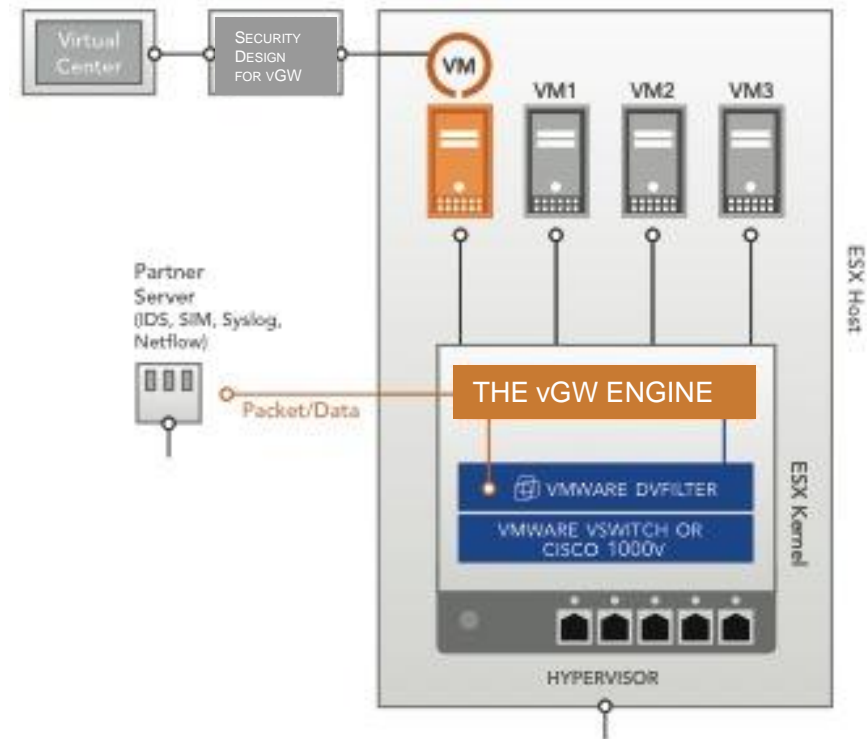 Virtual
Center
SECURITY
DESIGN
FOR vGW
VM
VM1
VM2
VM3
ESX Host
Partner
Server
(IDS, SIM, Syslog,
Netflow)
Packet/Data
THE vGW ENGINE
VMWARE DVFILTER
VMWARE VSWITCH OR
CISCO 1000V
ESX Kernel
HYPERVISOR